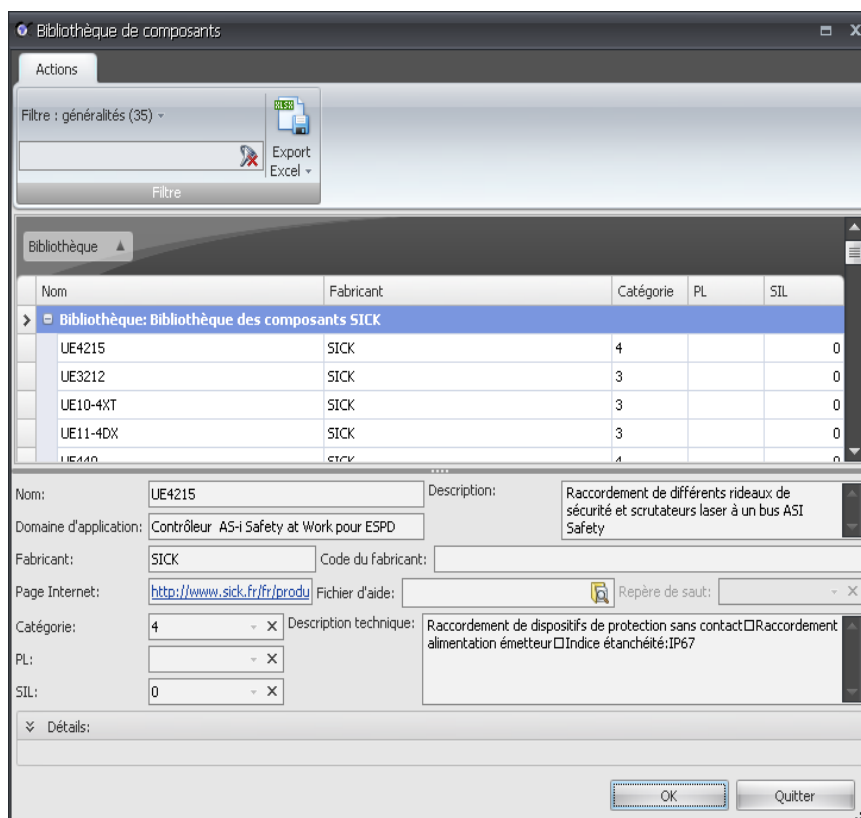 Bibliothèque de composants
Actions
Filtre : généralités (35)
XLSX
Export
Excel
Filtre
Bibliothèque
Nom Fabricant Catégorie PL SIL
Bibliothèque: Bibliothèque des composants SICK
UE4215 SICK 4 0
UE3212 SICK 3 0
UE10-4XT SICK 3 0
UE11-4DX SICK 3 0
UE440 SICK 4 0
Nom: UE4215 Description: Raccordement de différents rideaux de
sécurité et scrutateurs laser à un bus ASI
Safety
Domaine d'application: Contrôleur AS-i Safety at Work pour ESPD
Fabricant: SICK Code du fabricant:
Page Internet: http://www.sick.fr/fr/produ Fichier d'aide: Repère de saut:
Catégorie: 4 Description technique: Raccordement de dispositifs de protection sans contact□Raccordement
alimentation émetteur□Indice étanchéité:IP67
PL:
SIL: 0
Détails:
OK Quitter